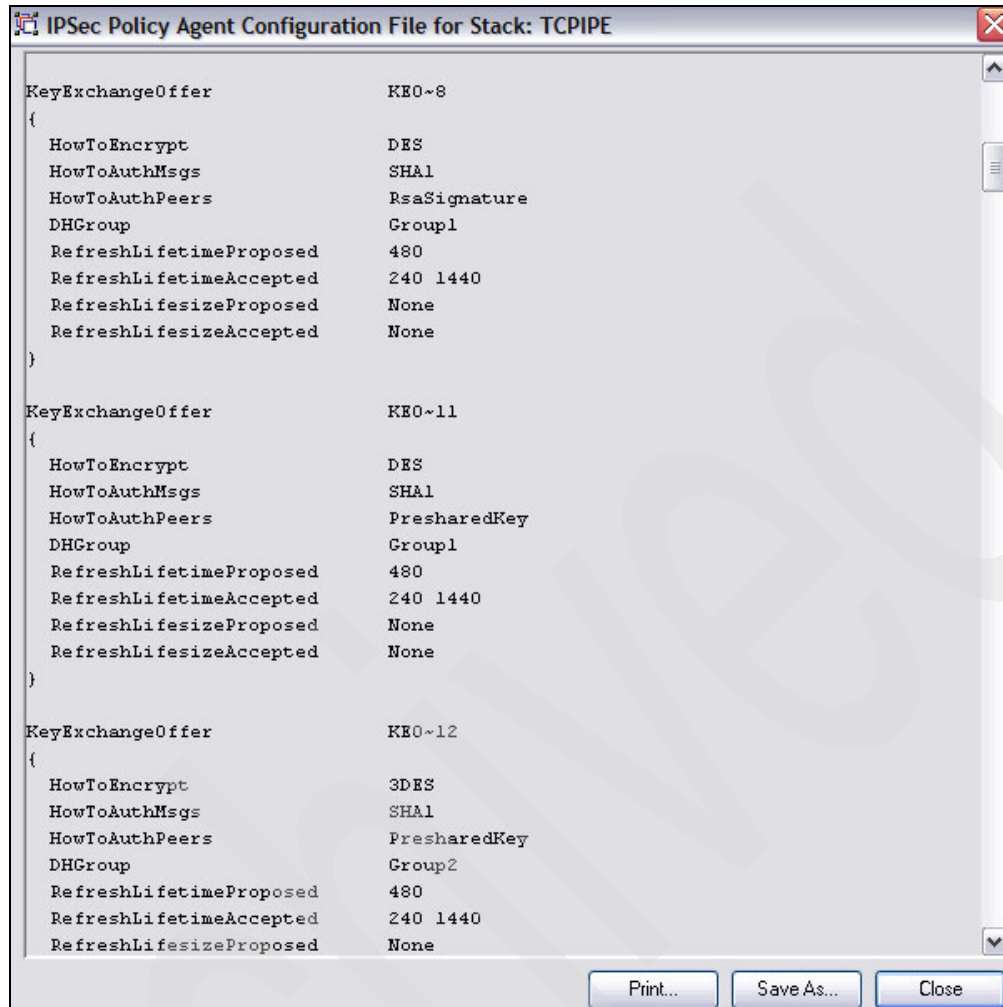 IPSec Policy Agent Configuration File for Stack: TCPIPE
KeyExchangeOffer KEO~8
{
HowToEncrypt DES
HowToAuthMsgs SHA1
HowToAuthPeers RsaSignature
DHGroup Group1
RefreshLifetimeProposed 480
RefreshLifetimeAccepted 240 1440
RefreshLifesizeProposed None
RefreshLifesizeAccepted None
}
KeyExchangeOffer KEO~11
{
HowToEncrypt DES
HowToAuthMsgs SHA1
HowToAuthPeers PresharedKey
DHGroup Group1
RefreshLifetimeProposed 480
RefreshLifetimeAccepted 240 1440
RefreshLifesizeProposed None
RefreshLifesizeAccepted None
}
KeyExchangeOffer KEO~12
{
HowToEncrypt 3DES
HowToAuthMsgs SHA1
HowToAuthPeers PresharedKey
DHGroup Group2
RefreshLifetimeProposed 480
RefreshLifetimeAccepted 240 1440
RefreshLifesizeProposed None
Print... Save As... Close